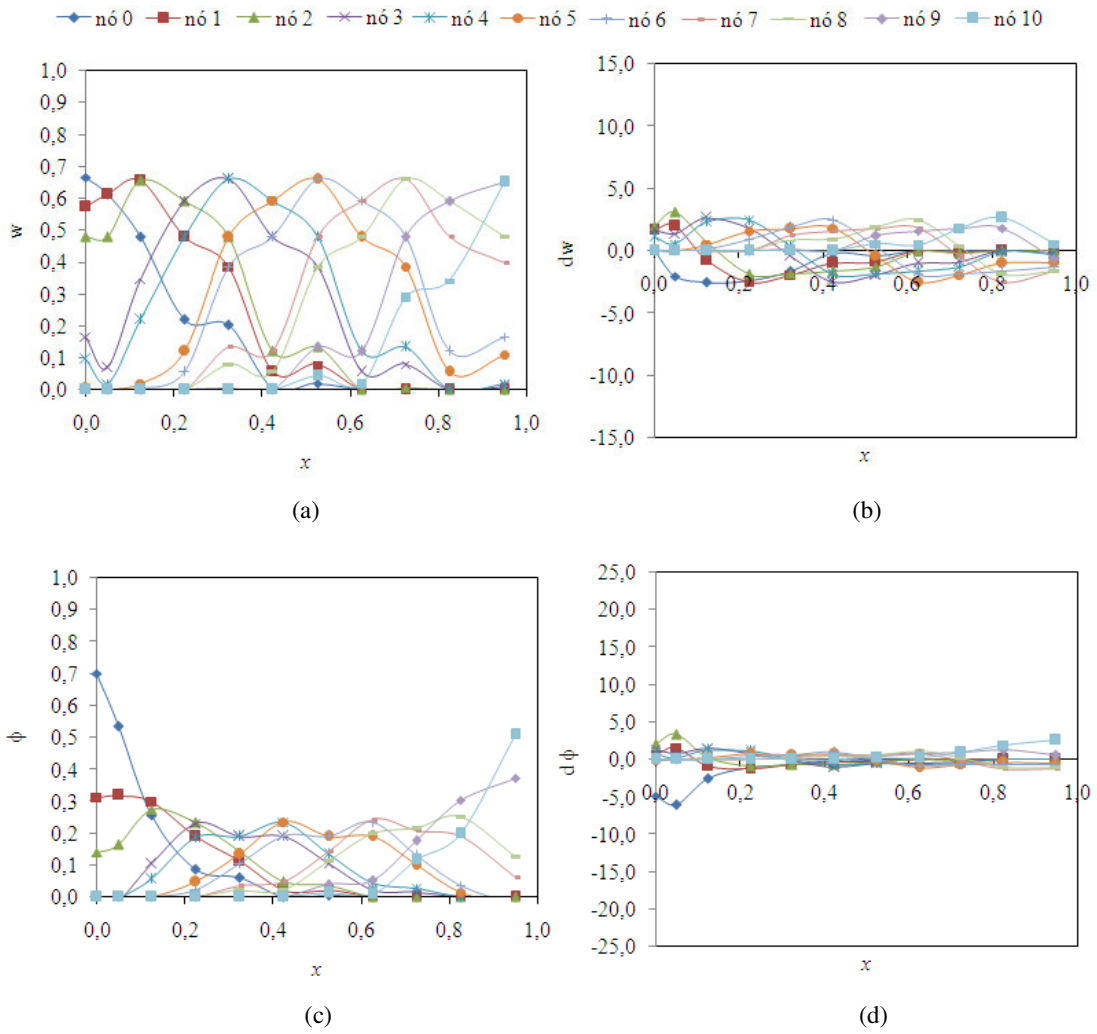 nó 0 nó 1 nó 2 nó 3 nó 4 nó 5 nó 6 nó 7 nó 8 nó 9 nó 10
1,0
0,9
0,8
0,7
0,6
0,5
0,4
0,3
0,2
0,1
0,0
w
0,0 0,2 0,4 0,6 0,8 1,0
x
(a)
15,0
10,0
5,0
0,0
-5,0
-10,0
-15,0
dw
0,0 0,2 0,4 0,6 0,8 1,0
x
(b)
1,0
0,9
0,8
0,7
0,6
0,5
0,4
0,3
0,2
0,1
0,0
ϕ
0,0 0,2 0,4 0,6 0,8 1,0
x
(c)
25,0
20,0
15,0
10,0
5,0
0,0
-5,0
-10,0
-15,0
-20,0
-25,0
d ϕ
0,0 0,2 0,4 0,6 0,8 1,0
x
(d)